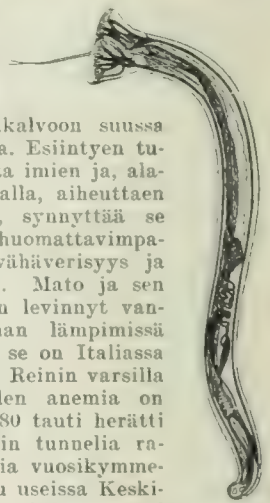 kalvoon suussa
a. Esiintyen tu-
a imien ja, ala-
alla, aiheuttaen
, synnyttää se
huomattavimpa-
vähäverisyys ja
. Mato ja sen
n levinnyt van-
an lämpimissä
se on Italiassa
Reinin varsilla
den anemia on
80 tauti herätti
in tunnelia ra-
ia vuosikymme-
u useissa Keski-